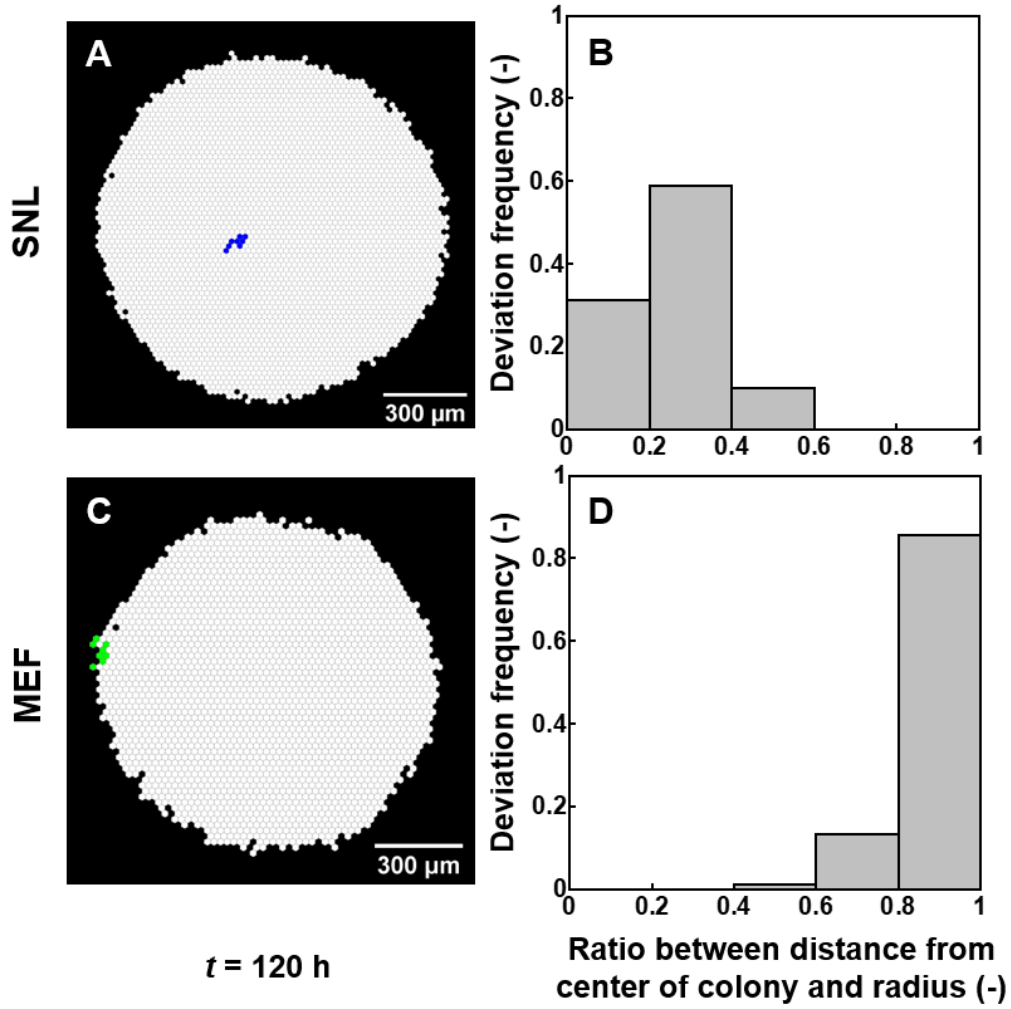 SNL
A
300 µm
B
Deviation frequency (-)
1
0.8
0.6
0.4
0.2
0
0 0.2 0.4 0.6 0.8 1
MEF
C
300 µm
D
Deviation frequency (-)
1
0.8
0.6
0.4
0.2
0
0 0.2 0.4 0.6 0.8 1
t = 120 h
Ratio between distance from
center of colony and radius (-)